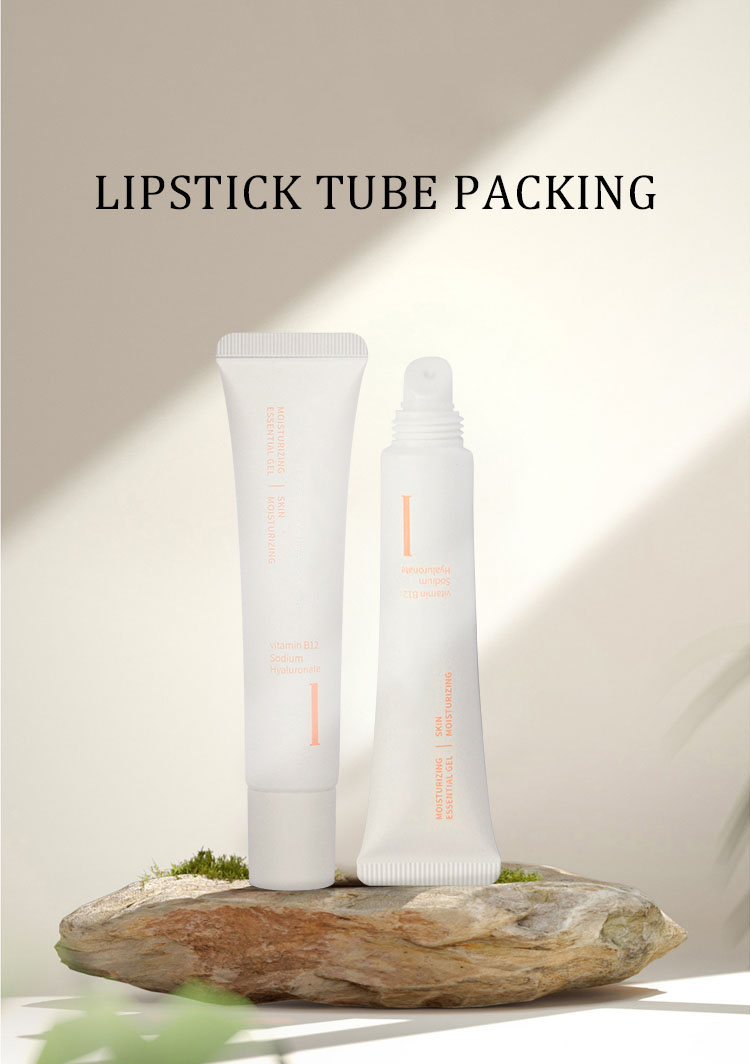 LIPSTICK TUBE PACKING
MOISTURIZING | SKIN
ESSENTIAL GEL | MOISTURIZING
vitamin B12
Sodium
Hyaluronate
vitamin B12
Sodium
Hyaluronate
MOISTURIZING | SKIN
ESSENTIAL GEL | MOISTURIZING